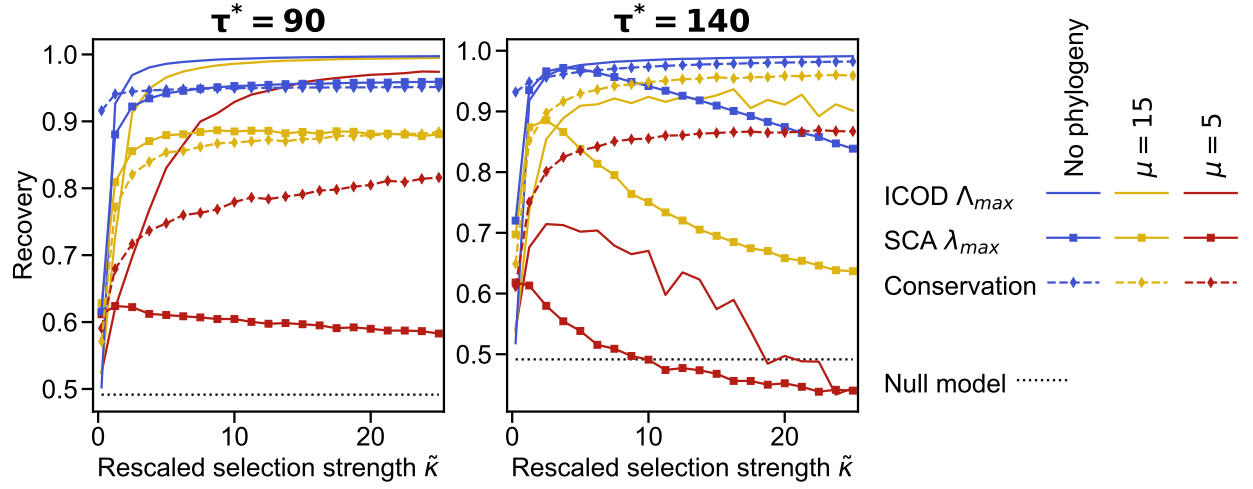 τ* = 90
τ* = 140
Recovery
1.0
0.9
0.8
0.7
0.6
0.5
0
10
20
Rescaled selection strength κ̃
1.0
0.9
0.8
0.7
0.6
0.5
0
10
20
Rescaled selection strength κ̃
No phylogeny
μ = 15
μ = 5
ICOD Λmax
SCA λmax
Conservation
Null model